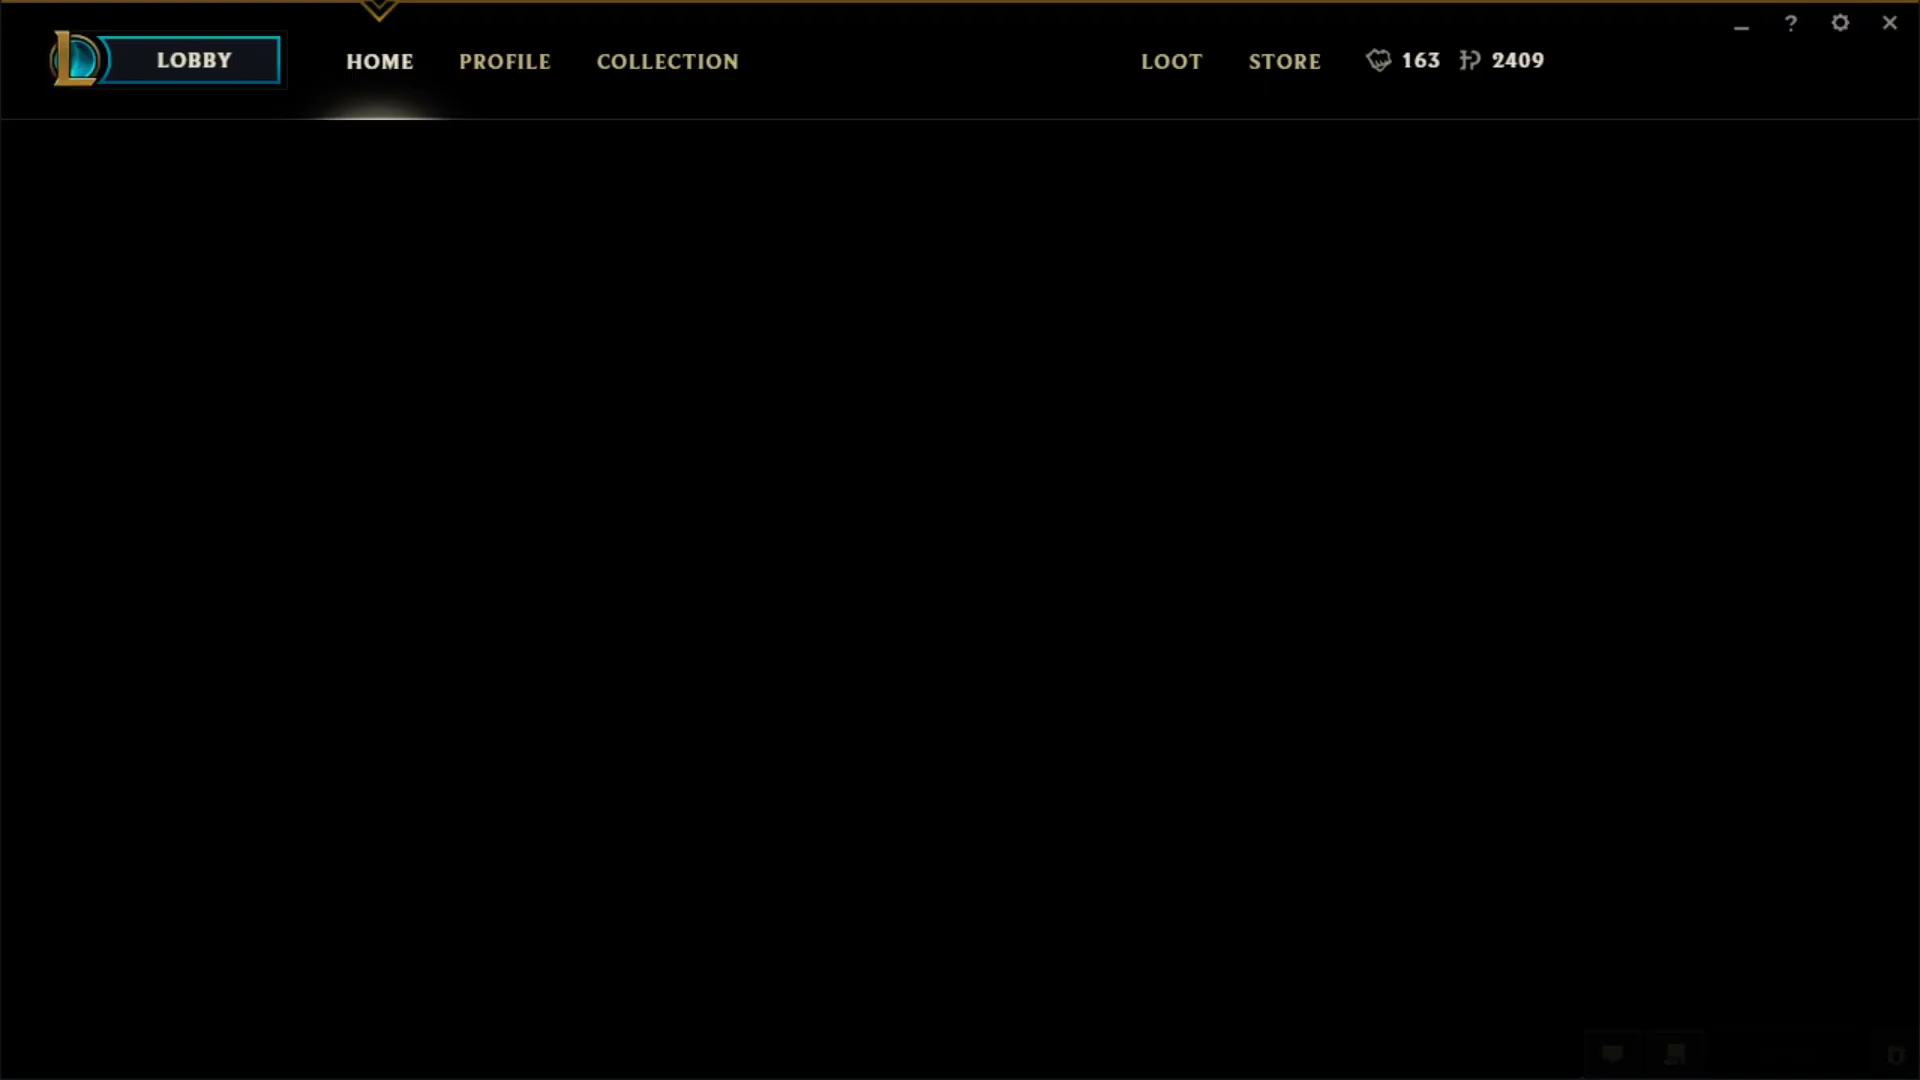 LOBBY
HOME
PROFILE
COLLECTION
LOOT
STORE
163
2409
?